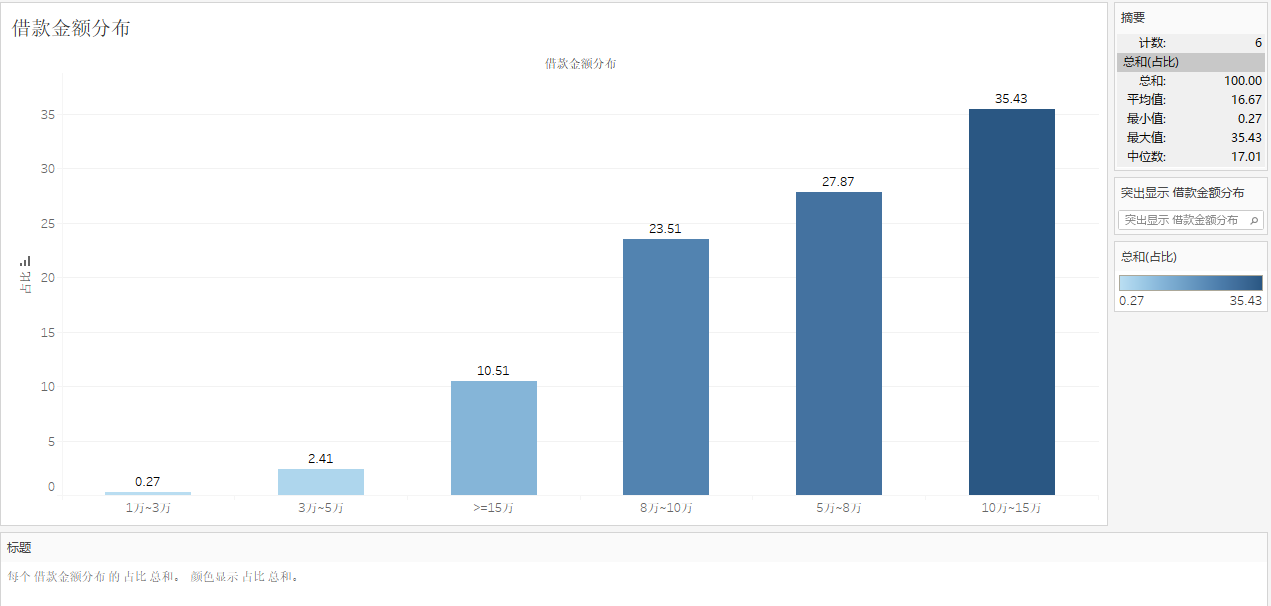 借款金额分布
借款金额分布
35
30
25
20
15
10
5
0
占比
0.27
2.41
10.51
23.51
27.87
35.43
1万~3万
3万~5万
>=15万
8万~10万
5万~8万
10万~15万
摘要
计数: 6
总和(占比)
总和: 100.00
平均值: 16.67
最小值: 0.27
最大值: 35.43
中位数: 17.01
突出显示 借款金额分布
突出显示 借款金额分布
总和(占比)
0.27 35.43
标题
每个 借款金额分布 的 占比 总和。 颜色显示 占比 总和。